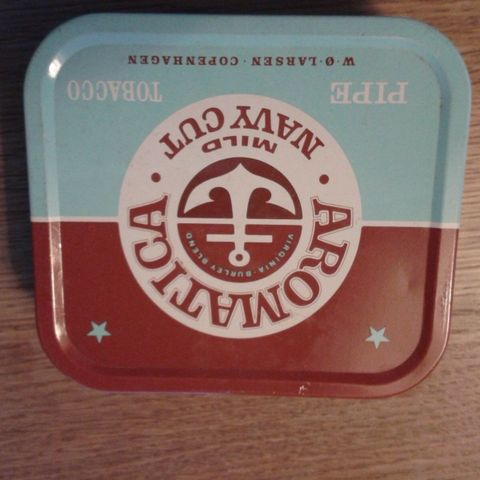 AROMATICA
VIRGINIA · BURLEY BLEND
MILD
NAVY CUT
PIPE TOBACCO
W·Ø·LARSEN·COPENHAGEN